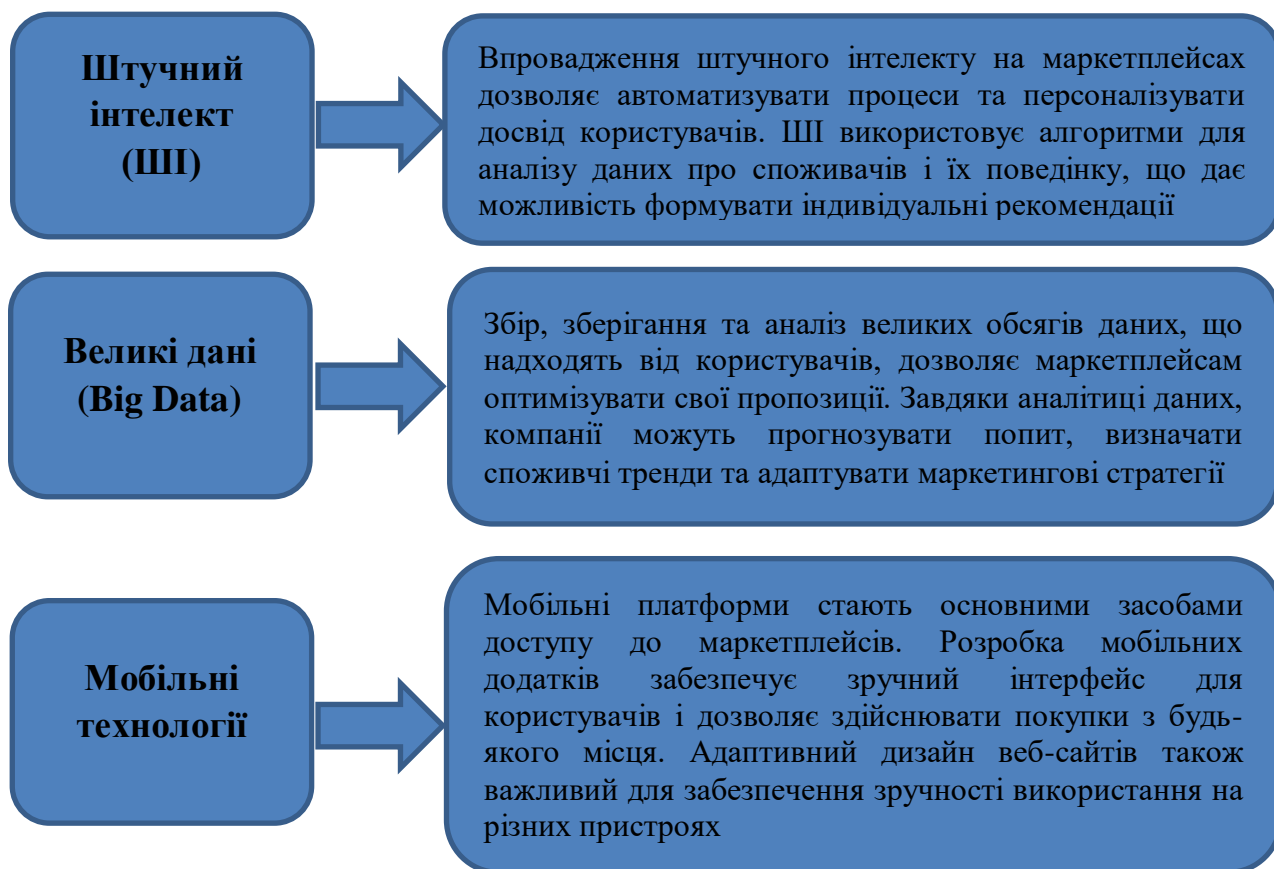 Штучний
інтелект
(ШІ)
Впровадження штучного інтелекту на маркетплейсах
дозволяє автоматизувати процеси та персоналізувати
досвід користувачів. ШІ використовує алгоритми для
аналізу даних про споживачів і їх поведінку, що дає
можливість формувати індивідуальні рекомендації
Великі дані
(Big Data)
Збір, зберігання та аналіз великих обсягів даних, що
надходять від користувачів, дозволяє маркетплейсам
оптимізувати свої пропозиції. Завдяки аналітиці даних,
компанії можуть прогнозувати попит, визначати
споживчі тренди та адаптувати маркетингові стратегії
Мобільні
технології
Мобільні платформи стають основними засобами
доступу до маркетплейсів. Розробка мобільних
додатків забезпечує зручний інтерфейс для
користувачів і дозволяє здійснювати покупки з будь-
якого місця. Адаптивний дизайн веб-сайтів також
важливий для забезпечення зручності використання на
різних пристроях